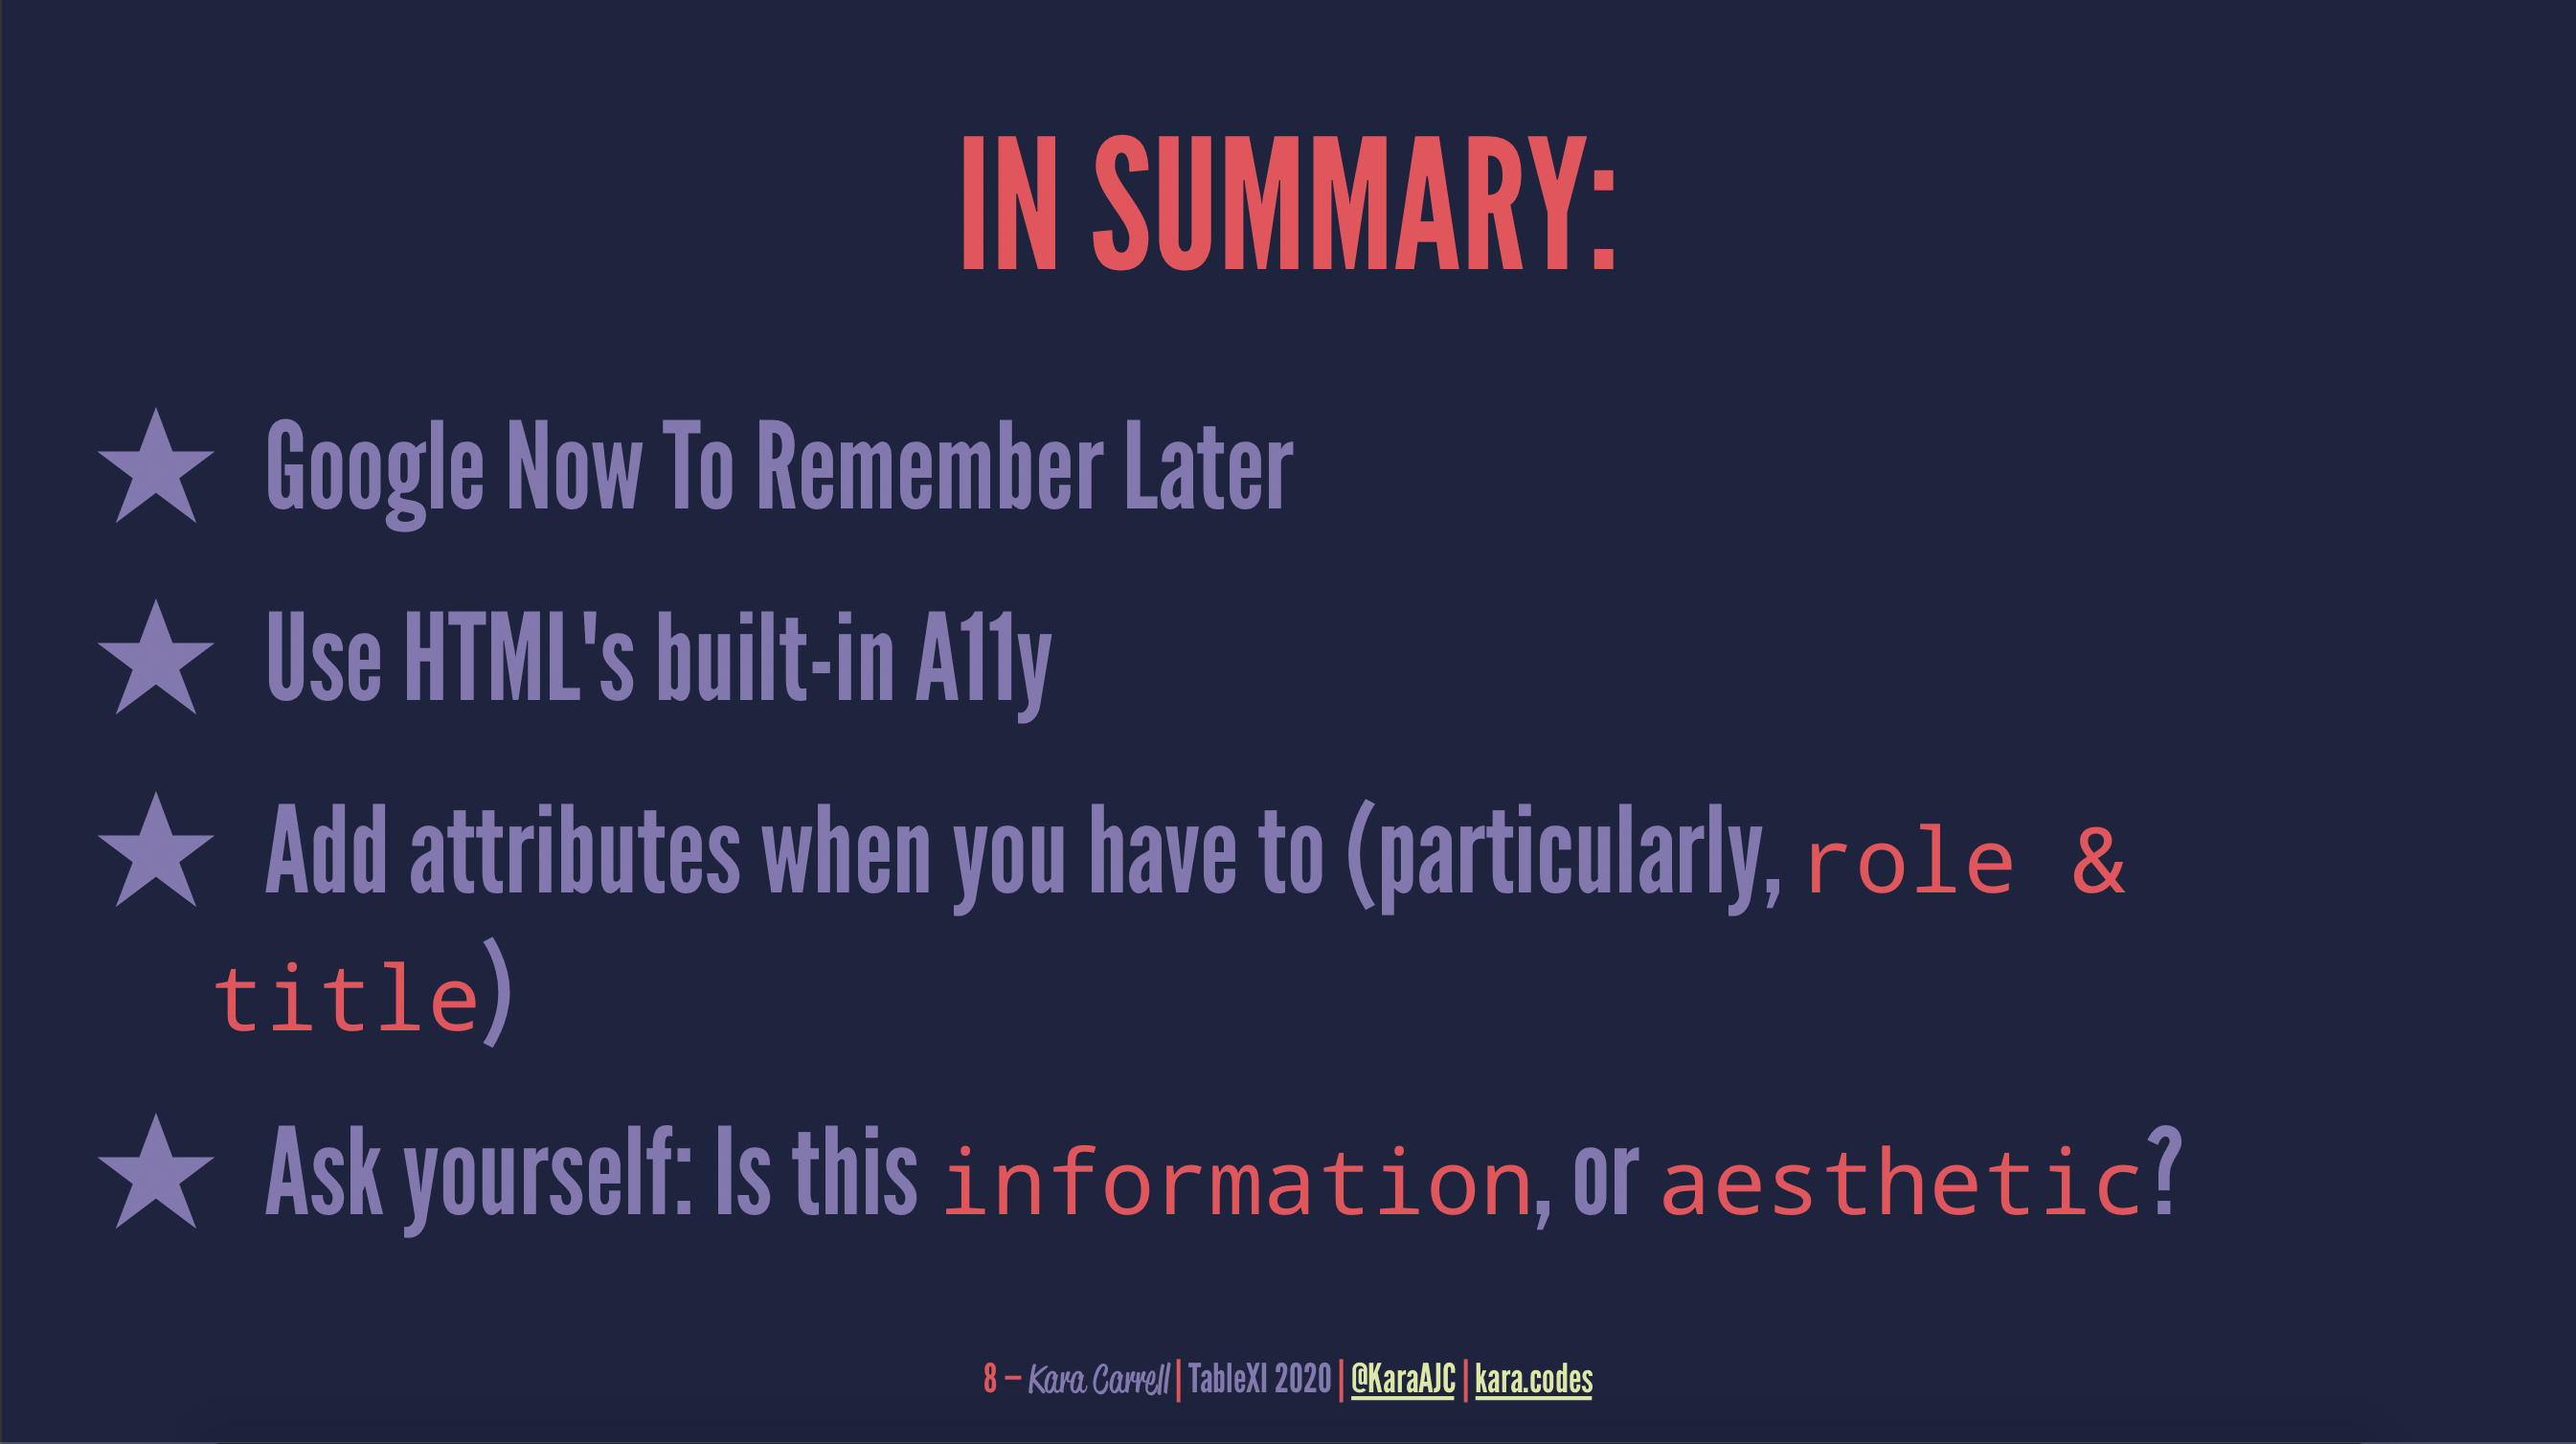 IN SUMMARY:
Google Now To Remember Later
Use HTML's built-in A11y
Add attributes when you have to (particularly, role &
title)
Ask yourself: Is this information, or aesthetic?
8 — Kara Carrell | TableXI 2020 | @KaraAJC | kara.codes